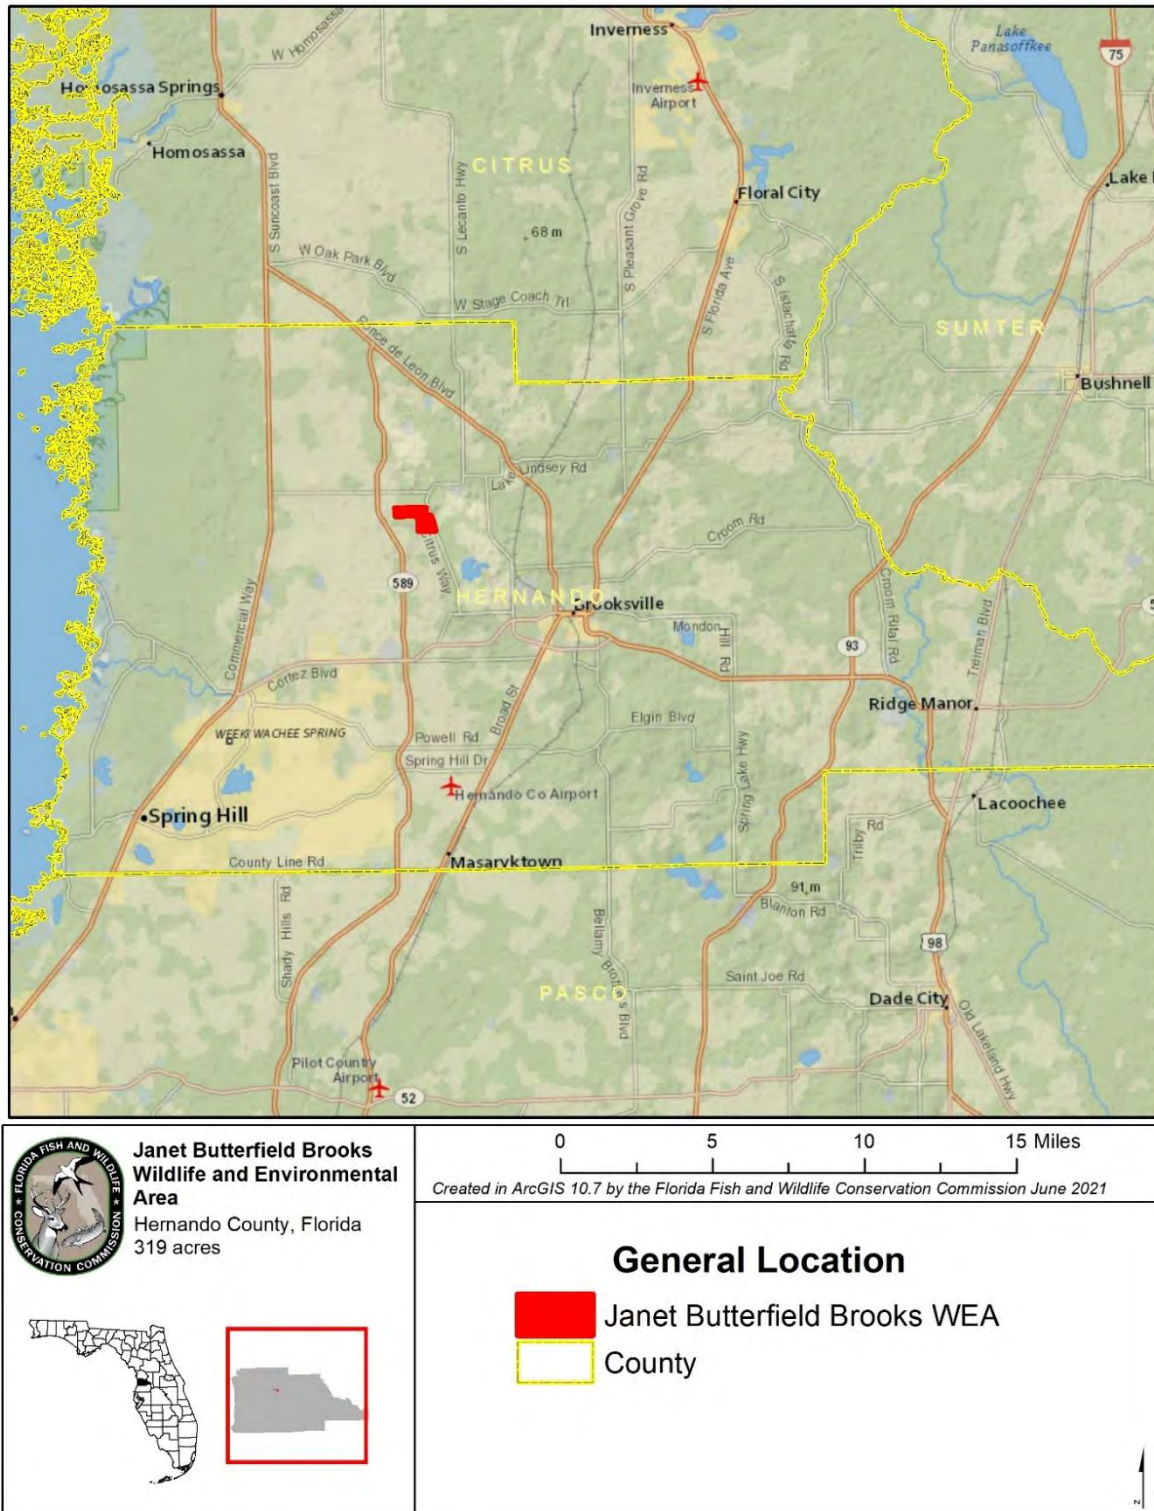 Inverness
Lake
Panasoffkee
75
W Homosassa
Homosassa Springs
Inverness
Airport
Homosassa
CITRUS
Floral City
Lake
S Suncoast Blvd
S Lecanto Hwy
S Pleasant Grove Rd
68 m
W Oak Park Blvd
W Stage Coach Trl
S Florida Ave
S Istachatta Rd
SUMTER
Ponce de Leon Blvd
Bushnell
Lake Lindsey Rd
Croom Rd
Citrus Way
589
HERNANDO
Brooksville
Commercial Way
Mondon
Hill Rd
93
Croom Rital Rd
Treiman Blvd
5
Cortez Blvd
Broad St
Ridge Manor
Elgin Blvd
WEEKI WACHEE SPRING
Powell Rd
Spring Hill Dr
Spring Lake Hwy
Hernando Co Airport
Lacoochee
Spring Hill
Trilby Rd
County Line Rd
Masaryktown
91 m
Blanton Rd
Shady Hills Rd
Bellamy Brothers Blvd
98
Saint Joe Rd
PASCO
Dade City
Old Lakeland Hwy
Pilot Country
Airport
52
FLORIDA FISH AND WILDLIFE
CONSERVATION COMMISSION
Janet Butterfield Brooks
Wildlife and Environmental
Area
Hernando County, Florida
319 acres
0 5 10 15 Miles
Created in ArcGIS 10.7 by the Florida Fish and Wildlife Conservation Commission June 2021
General Location
Janet Butterfield Brooks WEA
County
N